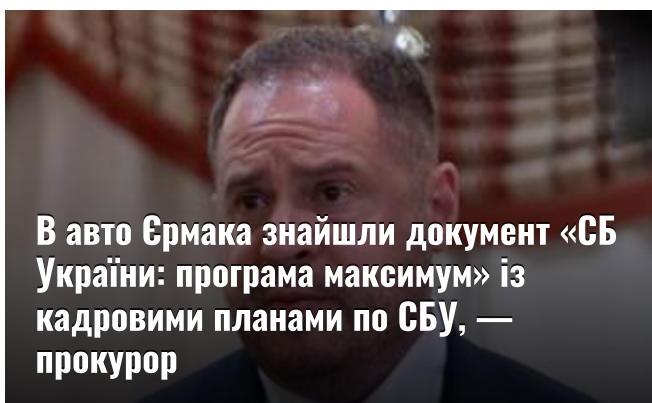 В авто Єрмака знайшли документ «СБ
України: програма максимум» із
кадровими планами по СБУ, —
прокурор